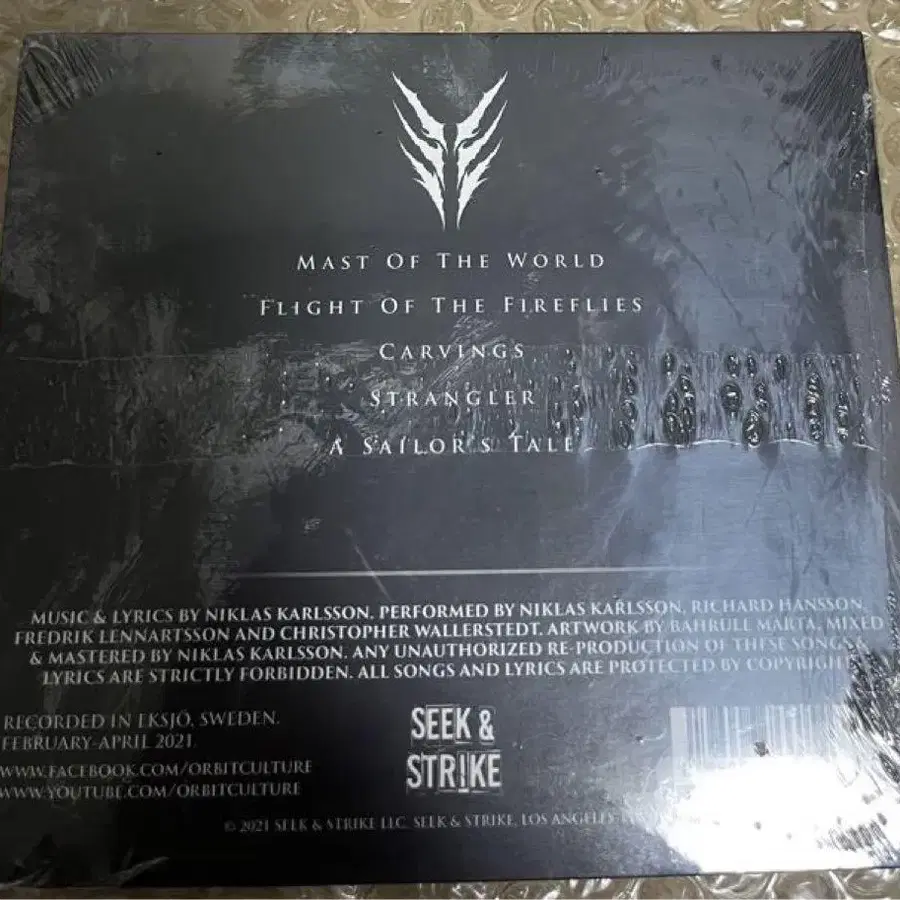 MAST OF THE WORLD
FLIGHT OF THE FIREFLIES
CARVINGS
STRANGLER
A SAILOR'S TALE
MUSIC & LYRICS BY NIKLAS KARLSSON. PERFORMED BY NIKLAS KARLSSON, RICHARD HANSSON,
FREDRIK LENNARTSSON AND CHRISTOPHER WALLERSTEDT. ARTWORK BY BAHRULL MARTA. MIXED
& MASTERED BY NIKLAS KARLSSON. ANY UNAUTHORIZED RE-PRODUCTION OF THESE SONGS &
LYRICS ARE STRICTLY FORBIDDEN. ALL SONGS AND LYRICS ARE PROTECTED BY COPYRIGHT
RECORDED IN EKSJÖ, SWEDEN.
FEBRUARY-APRIL 2021
WWW.FACEBOOK.COM/ORBITCULTURE
WWW.YOUTUBE.COM/ORBITCULTURE
SEEK &
STRIKE
© 2021 SEEK & STRIKE LLC. SEEK & STRIKE, LOS ANGELES